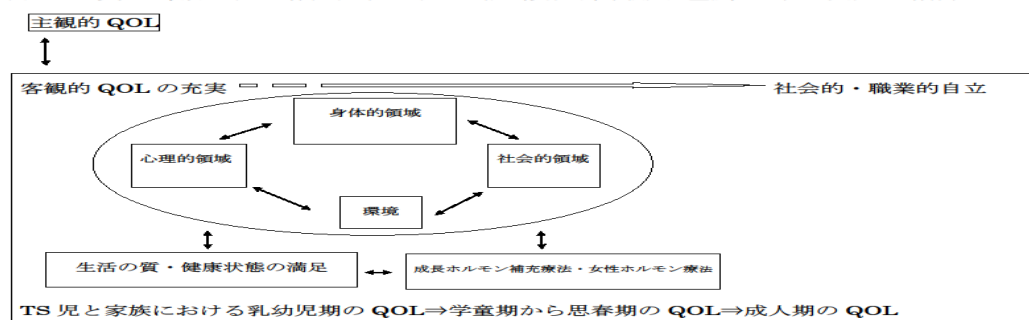 主観的 QOL
客観的 QOL の充実
社会的・職業的自立
身体的領域
心理的領域
社会的領域
環境
生活の質・健康状態の満足
成長ホルモン補充療法・女性ホルモン療法
TS 児と家族における乳幼児期の QOL⇒学童期から思春期の QOL⇒成人期の QOL